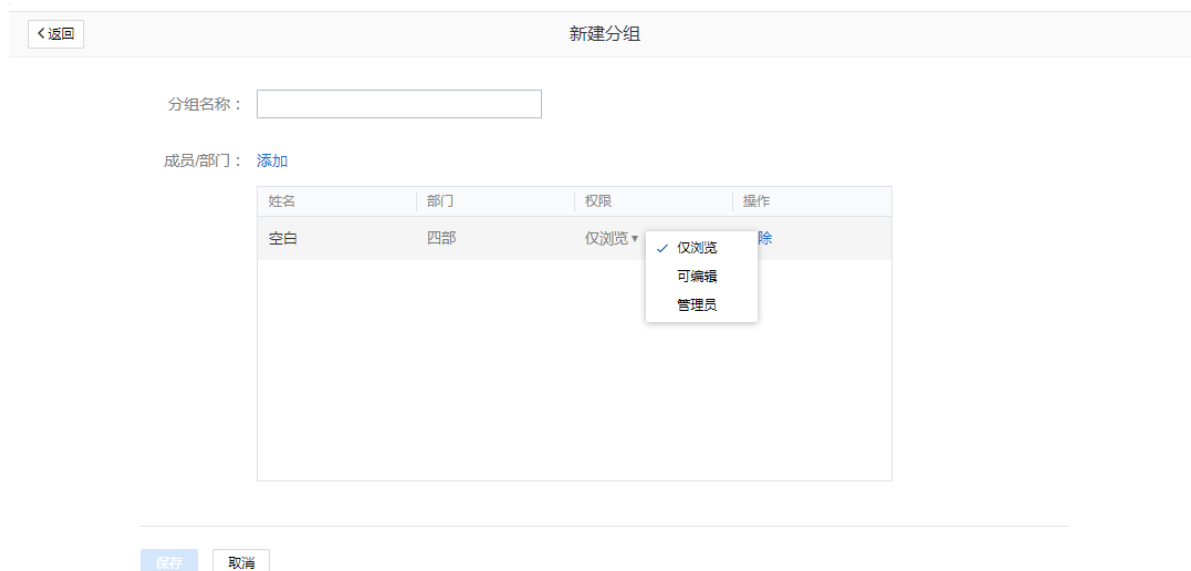 返回
新建分组
分组名称：
成员/部门： 添加
姓名 部门 权限 操作
空白 四部 仅浏览 除
仅浏览
可编辑
管理员
保存 取消